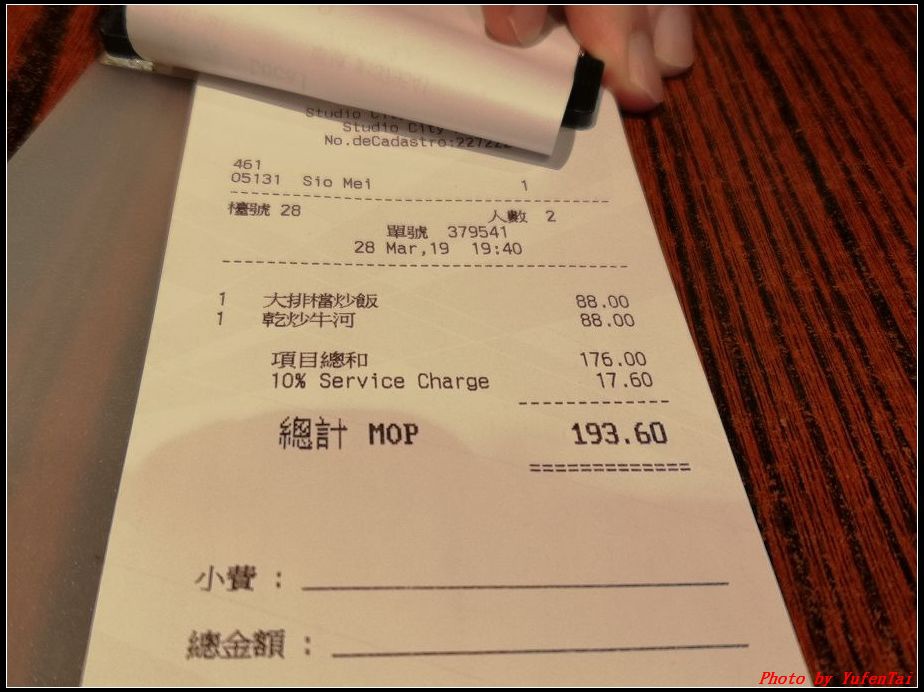 Studio City
Studio City
No.deCadastro:22722
461
05131 Sio Mei 1
檯號 28 人數 2
單號 379541
28 Mar,19 19:40
1 大排檔炒飯 88.00
1 乾炒牛河 88.00
項目總和 176.00
10% Service Charge 17.60
總計 MOP 193.60
小費 :
總金額 :
Photo by YufenTai